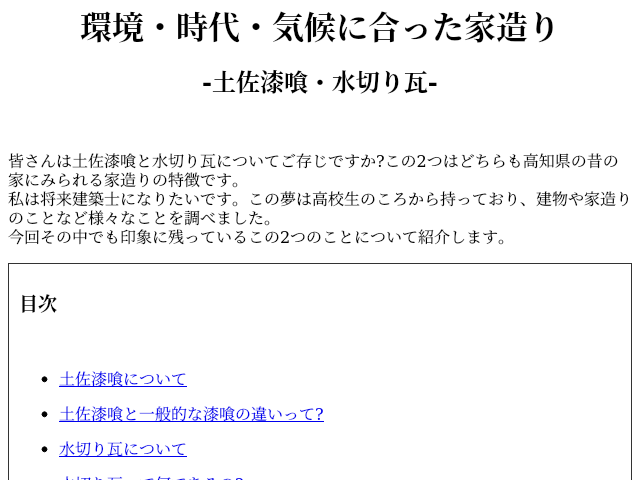 環境・時代・気候に合った家造り
-土佐漆喰・水切り瓦-
皆さんは土佐漆喰と水切り瓦についてご存じですか?この2つはどちらも高知県の昔の
家にみられる家造りの特徴です。
私は将来建築士になりたいです。この夢は高校生のころから持っており、建物や家造り
のことなど様々なことを調べました。
今回その中でも印象に残っているこの2つのことについて紹介します。
目次
土佐漆喰について
土佐漆喰と一般的な漆喰の違いって?
水切り瓦について